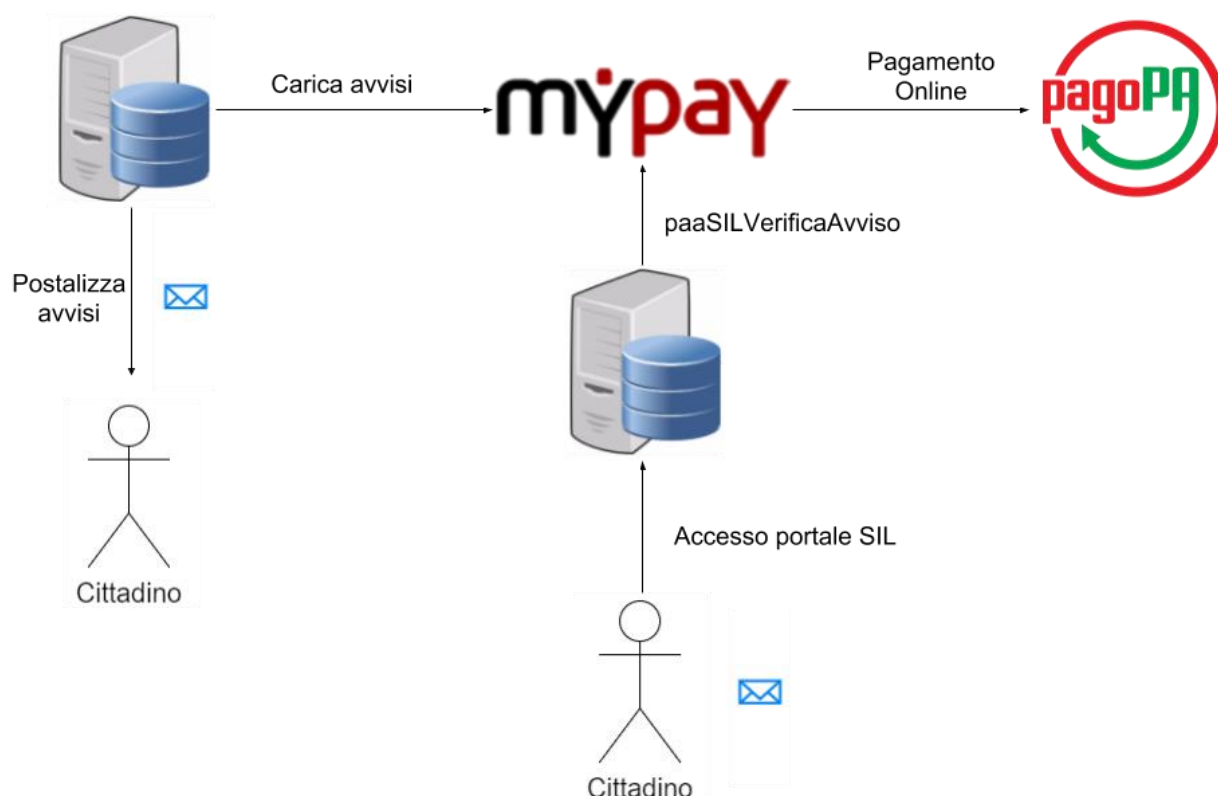 Carica avvisi
mypay
Pagamento
Online
pagoPA
paaSILVerificaAvviso
Postalizza
avvisi
Cittadino
Accesso portale SIL
Cittadino